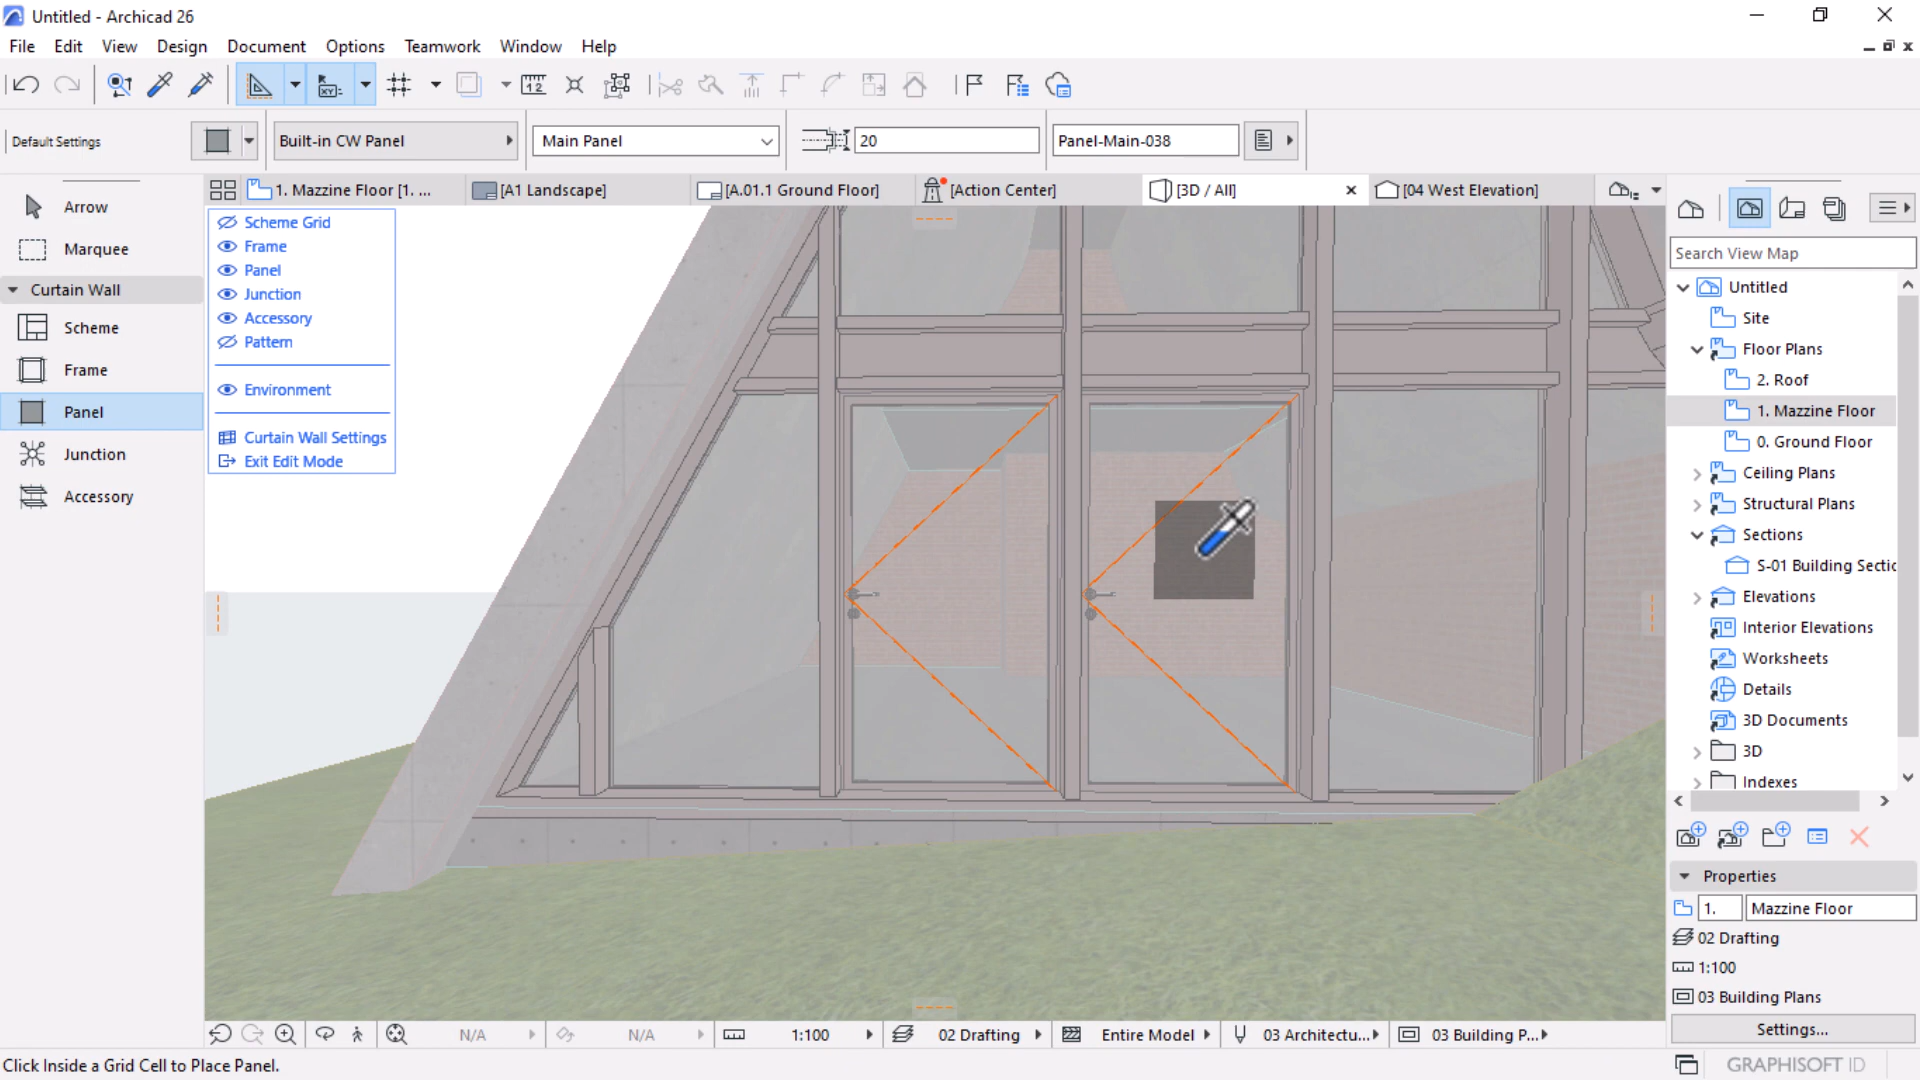 Untitled - Archicad 26
File Edit View Design Document Options Teamwork Window Help
Default Settings
Built-in CW Panel
Main Panel
20
Panel-Main-038
1. Mazzine Floor [1. ...
[A1 Landscape]
[A.01.1 Ground Floor]
[Action Center]
[3D / All]
[04 West Elevation]
Arrow
Marquee
Curtain Wall
Scheme
Frame
Panel
Junction
Accessory
Scheme Grid
Frame
Panel
Junction
Accessory
Pattern
Environment
Curtain Wall Settings
Exit Edit Mode
Search View Map
Untitled
Site
Floor Plans
2. Roof
1. Mazzine Floor
0. Ground Floor
Ceiling Plans
Structural Plans
Sections
S-01 Building Sectic
Elevations
Interior Elevations
Worksheets
Details
3D Documents
3D
Indexes
Properties
1. Mazzine Floor
02 Drafting
1:100
03 Building Plans
Settings...
N/A
N/A
1:100
02 Drafting
Entire Model
03 Architectu...
03 Building P...
Click Inside a Grid Cell to Place Panel.
GRAPHISOFT ID